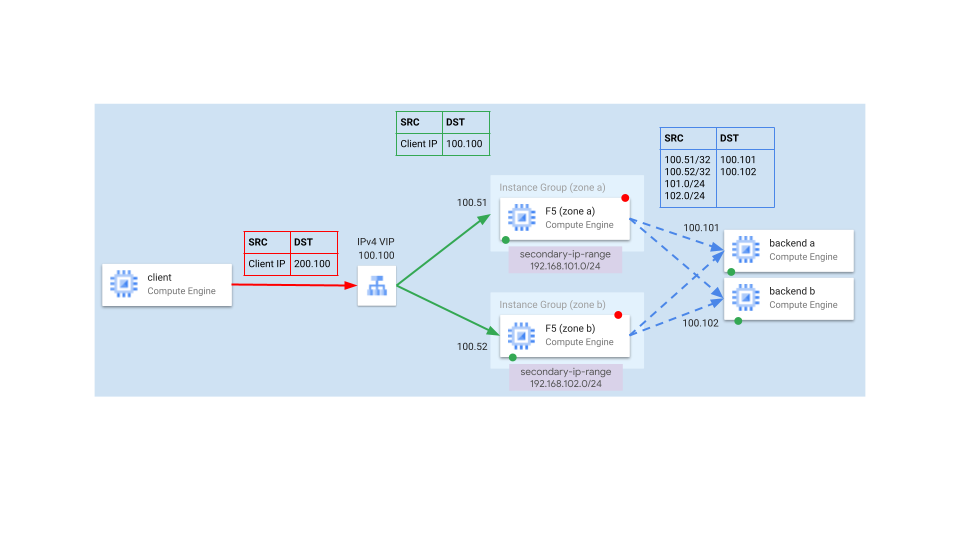 SRC DST
Client IP 100.100
SRC DST
100.51/32 100.101
100.52/32 100.102
101.0/24
102.0/24
Instance Group (zone a)
100.51
F5 (zone a)
Compute Engine
secondary-ip-range
192.168.101.0/24
SRC DST
Client IP 200.100
IPv4 VIP
100.100
client
Compute Engine
100.101
backend a
Compute Engine
backend b
Compute Engine
100.102
Instance Group (zone b)
F5 (zone b)
Compute Engine
100.52
secondary-ip-range
192.168.102.0/24